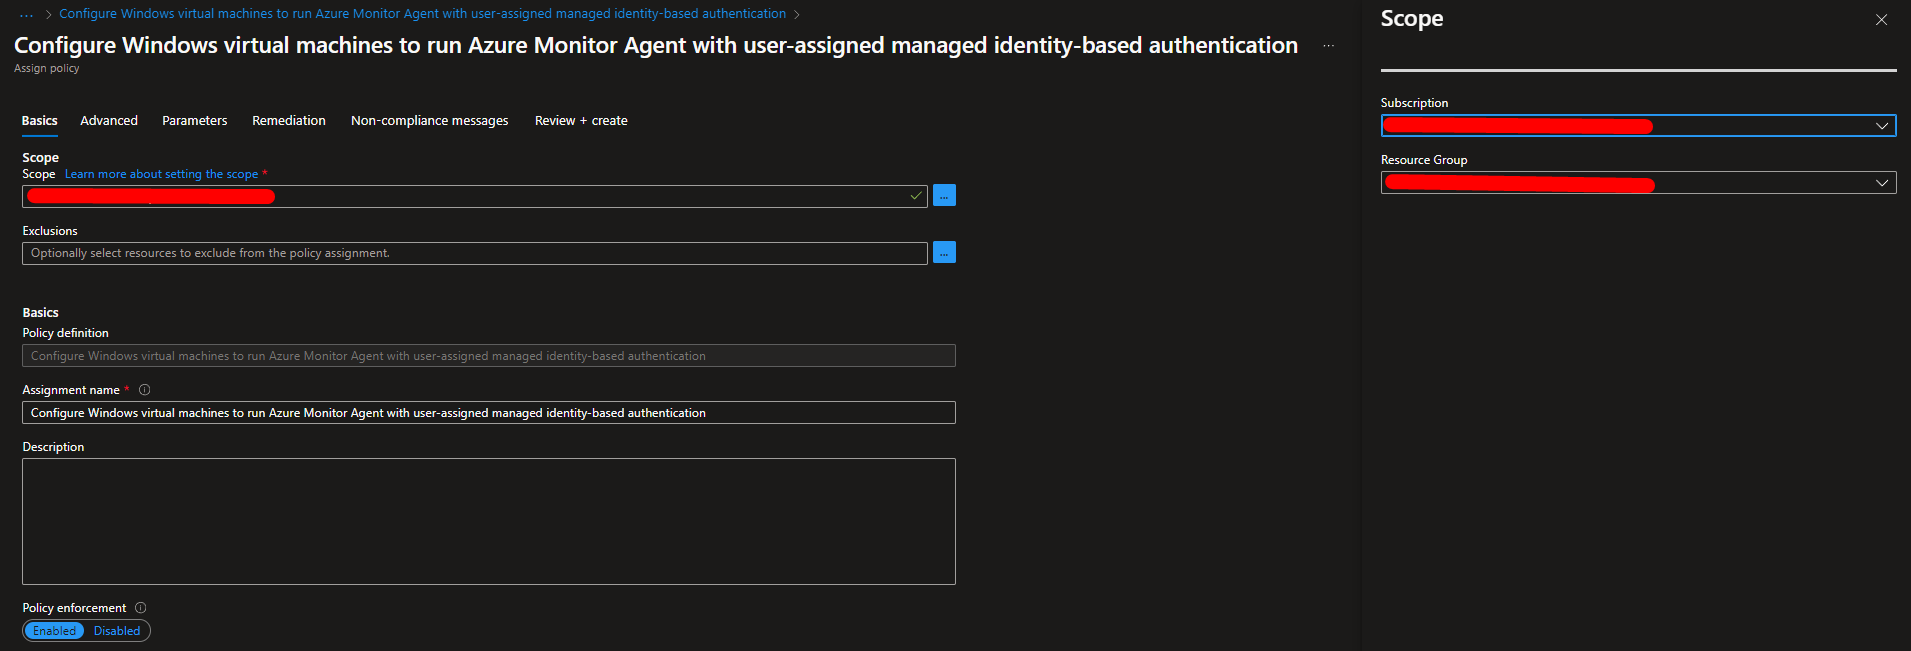 ... > Configure Windows virtual machines to run Azure Monitor Agent with user-assigned managed identity-based authentication >
Configure Windows virtual machines to run Azure Monitor Agent with user-assigned managed identity-based authentication ...
Assign policy
Basics Advanced Parameters Remediation Non-compliance messages Review + create
Scope
Scope Learn more about setting the scope *
...
Exclusions
Optionally select resources to exclude from the policy assignment. ...
Basics
Policy definition
Configure Windows virtual machines to run Azure Monitor Agent with user-assigned managed identity-based authentication
Assignment name *
Configure Windows virtual machines to run Azure Monitor Agent with user-assigned managed identity-based authentication
Description
Policy enforcement
Enabled Disabled
Scope
Subscription
Resource Group